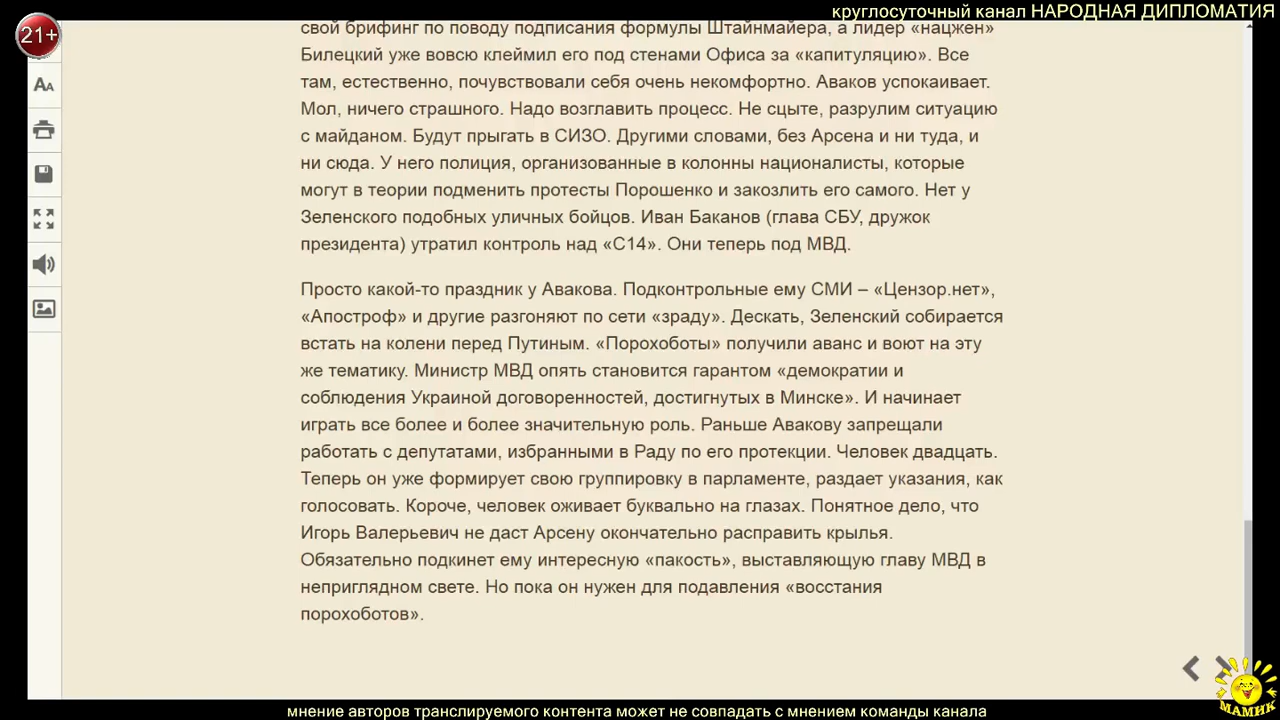 круглосуточный канал НАРОДНАЯ ДИПЛОМАТИЯ
21+
свой брифинг по поводу подписания формулы Штайнмайера, а лидер «нацжен»
Билецкий уже вовсю клеймил его под стенами Офиса за «капитуляцию». Все
там, естественно, почувствовали себя очень некомфортно. Аваков успокаивает.
Мол, ничего страшного. Надо возглавить процесс. Не сцыте, разрулим ситуацию
с майданом. Будут прыгать в СИЗО. Другими словами, без Арсена и ни туда, и
ни сюда. У него полиция, организованные в колонны националисты, которые
могут в теории подменить протесты Порошенко и закозлить его самого. Нет у
Зеленского подобных уличных бойцов. Иван Баканов (глава СБУ, дружок
президента) утратил контроль над «С14». Они теперь под МВД.
Просто какой-то праздник у Авакова. Подконтрольные ему СМИ – «Цензор.нет»,
«Апостроф» и другие разгоняют по сети «зраду». Дескать, Зеленский собирается
встать на колени перед Путиным. «Порохоботы» получили аванс и воют на эту
же тематику. Министр МВД опять становится гарантом «демократии и
соблюдения Украиной договоренностей, достигнутых в Минске». И начинает
играть все более и более значительную роль. Раньше Авакову запрещали
работать с депутатами, избранными в Раду по его протекции. Человек двадцать.
Теперь он уже формирует свою группировку в парламенте, раздает указания, как
голосовать. Короче, человек оживает буквально на глазах. Понятное дело, что
Игорь Валерьевич не даст Арсену окончательно расправить крылья.
Обязательно подкинет ему интересную «пакость», выставляющую главу МВД в
неприглядном свете. Но пока он нужен для подавления «восстания
порохоботов».
МАМИК
мнение авторов транслируемого контента может не совпадать с мнением команды канала